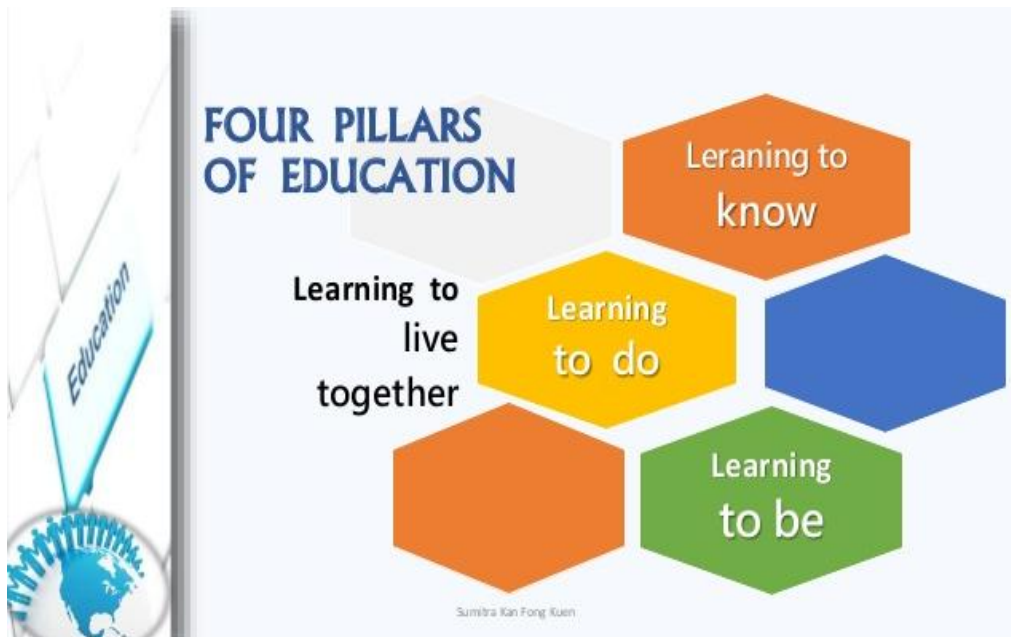 FOUR PILLARS
OF EDUCATION
Leraning to
know
Learning to
live
together
Learning
to do
Learning
to be
Education
Sumitra Kan Fong Kuen